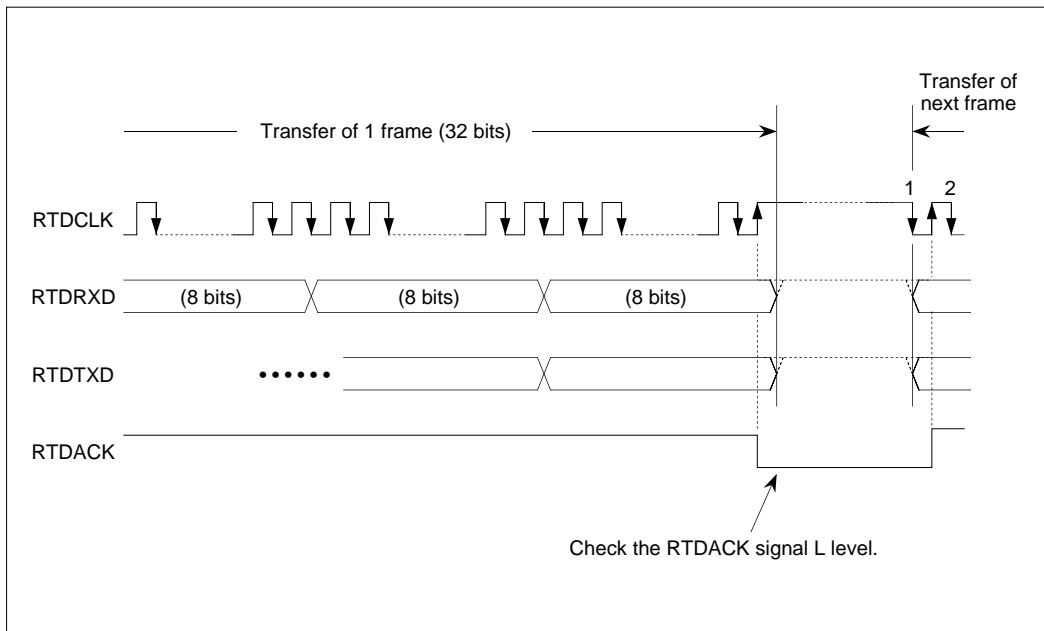 Transfer of
next frame
Transfer of 1 frame (32 bits)
1 2
RTDCLK
RTDRXD (8 bits) (8 bits) (8 bits)
RTDTXD
RTDACK
Check the RTDACK signal L level.